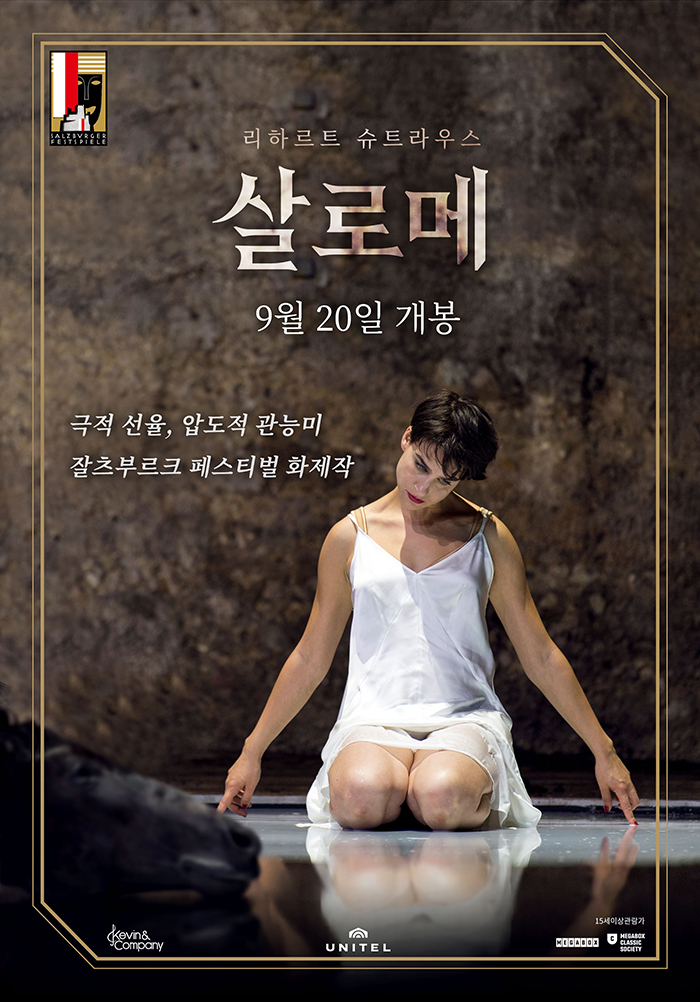 SALZBURGER
FESTSPIELE
리하르트 슈트라우스
살로메
9월 20일 개봉
극적 선율, 압도적 관능미
잘츠부르크 페스티벌 화제작
Kevin&
Company
UNITEL
15세이상관람가
MEGABOX
MEGABOX
CLASSIC
SOCIETY